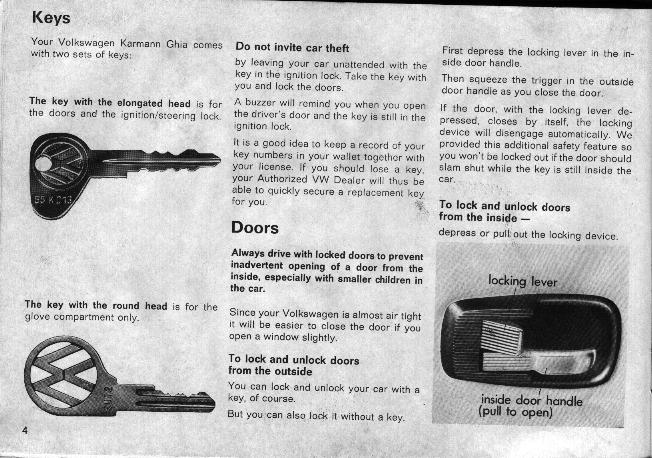 Keys
Your Volkswagen Karmann Ghia comes
with two sets of keys:
The key with the elongated head is for
the doors and the ignition/steering lock.
The key with the round head is for the
glove compartment only.
4
Do not invite car theft
by leaving your car unattended with the
key in the ignition lock. Take the key with
you and lock the doors.
A buzzer will remind you when you open
the driver's door and the key is still in the
ignition lock.
It is a good idea to keep a record of your
key numbers in your wallet together with
your license. If you should lose a key,
your Authorized VW Dealer will thus be
able to quickly secure a replacement key
for you.
Doors
Always drive with locked doors to prevent
inadvertent opening of a door from the
inside, especially with smaller children in
the car.
Since your Volkswagen is almost air tight
it will be easier to close the door if you
open a window slightly.
To lock and unlock doors
from the outside
You can lock and unlock your car with a
key, of course.
But you can also lock it without a key.
First depress the locking lever in the in-
side door handle.
Then squeeze the trigger in the outside
door handle as you close the door.
If the door, with the locking lever de-
pressed, closes by itself, the locking
device will disengage automatically. We
provided this additional safety feature so
you won't be locked out if the door should
slam shut while the key is still inside the
car.
To lock and unlock doors
from the inside —
depress or pull out the locking device.
locking lever
inside door handle
(pull to open)